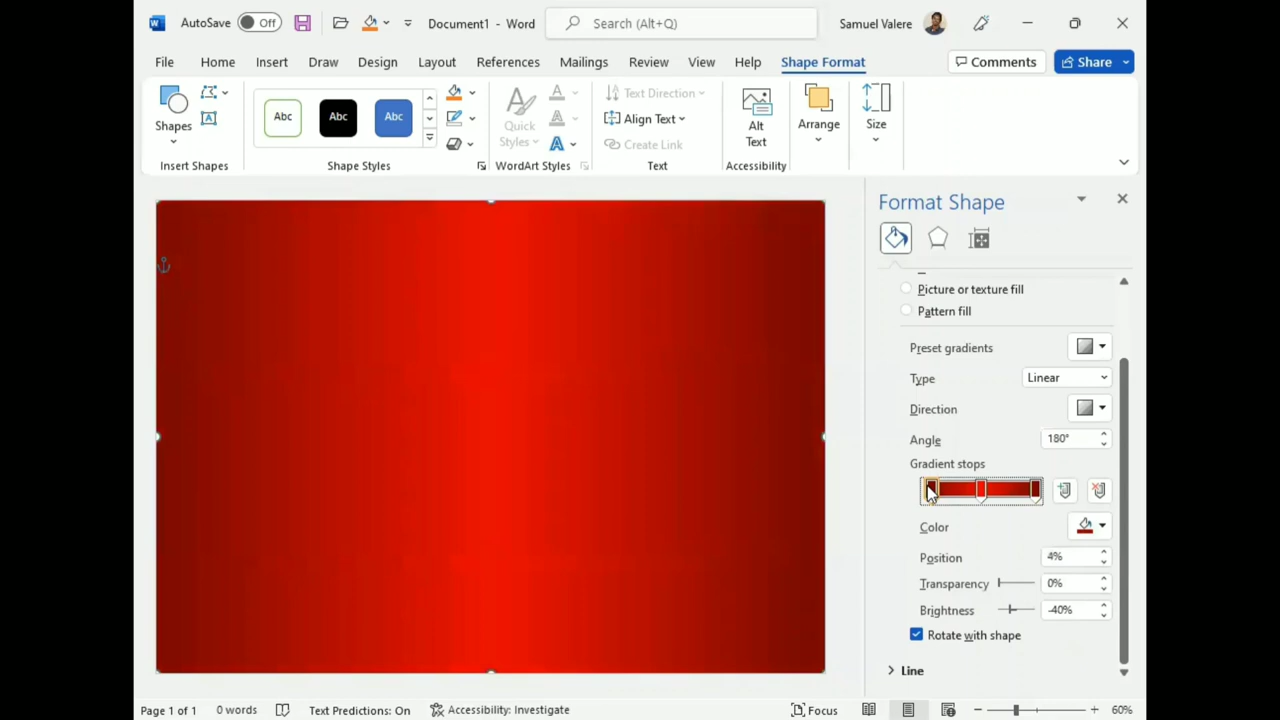 AutoSave Off Document1 - Word Search (Alt+Q) Samuel Valere
File Home Insert Draw Design Layout References Mailings Review View Help Shape Format Comments Share
Shapes
Abc Abc Abc
Quick
Styles
Text Direction
Align Text
Create Link
Alt
Text
Arrange
Size
Insert Shapes Shape Styles WordArt Styles Text Accessibility
Format Shape
Picture or texture fill
Pattern fill
Preset gradients
Type Linear
Direction
Angle 180°
Gradient stops
Color
Position 4%
Transparency 0%
Brightness -40%
Rotate with shape
Line
Page 1 of 1 0 words Text Predictions: On Accessibility: Investigate Focus 60%